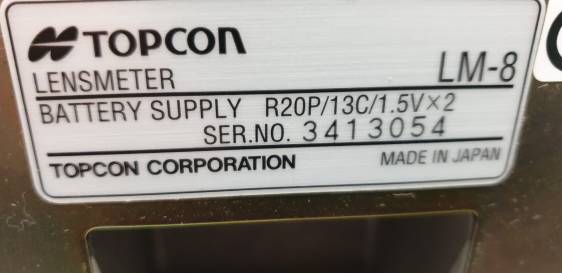 TOPCON
LENSMETER LM-8
BATTERY SUPPLY R20P/13C/1.5V×2
SER.NO. 3413054
TOPCON CORPORATION MADE IN JAPAN